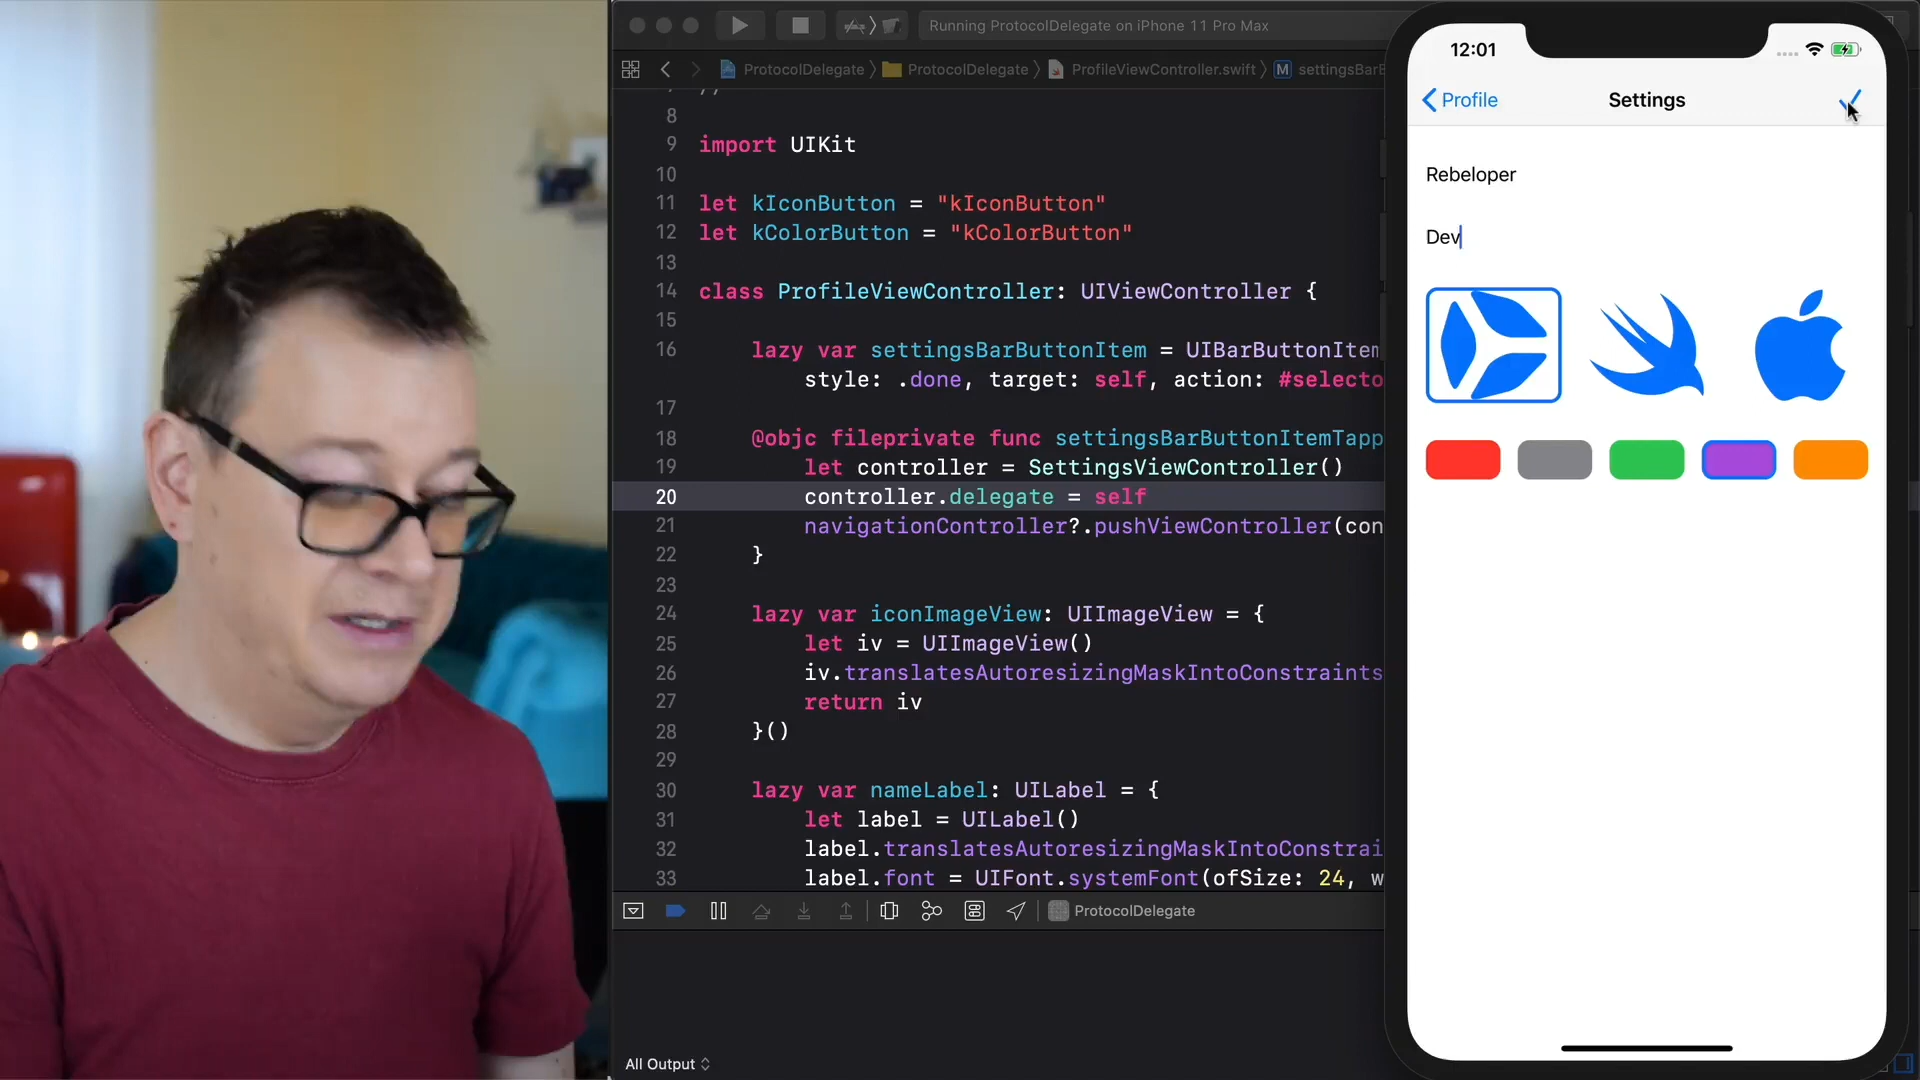 Running ProtocolDelegate on iPhone 11 Pro Max
ProtocolDelegate
ProtocolDelegate
ProfileViewController.swift
M
settingsBarB
8
9 import UIKit
10
11 let kIconButton = "kIconButton"
12 let kColorButton = "kColorButton"
13
14 class ProfileViewController: UIViewController {
15
16 lazy var settingsBarButtonItem = UIBarButtonItem
style: .done, target: self, action: #selecto
17
18 @objc fileprivate func settingsBarButtonItemTapp
19 let controller = SettingsViewController()
20 controller.delegate = self
21 navigationController?.pushViewController(con
22 }
23
24 lazy var iconImageView: UIImageView = {
25 let iv = UIImageView()
26 iv.translatesAutoresizingMaskIntoConstraints
27 return iv
28 }()
29
30 lazy var nameLabel: UILabel = {
31 let label = UILabel()
32 label.translatesAutoresizingMaskIntoConstrai
33 label.font = UIFont.systemFont(ofSize: 24, w
ProtocolDelegate
All Output
12:01
Profile
Settings
Rebeloper
Dev